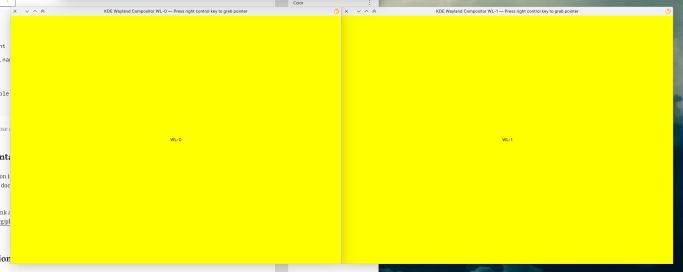 Color
KDE Wayland Compositor WL-0 — Press right control key to grab pointer
KDE Wayland Compositor WL-1 — Press right control key to grab pointer
WL-0
WL-1